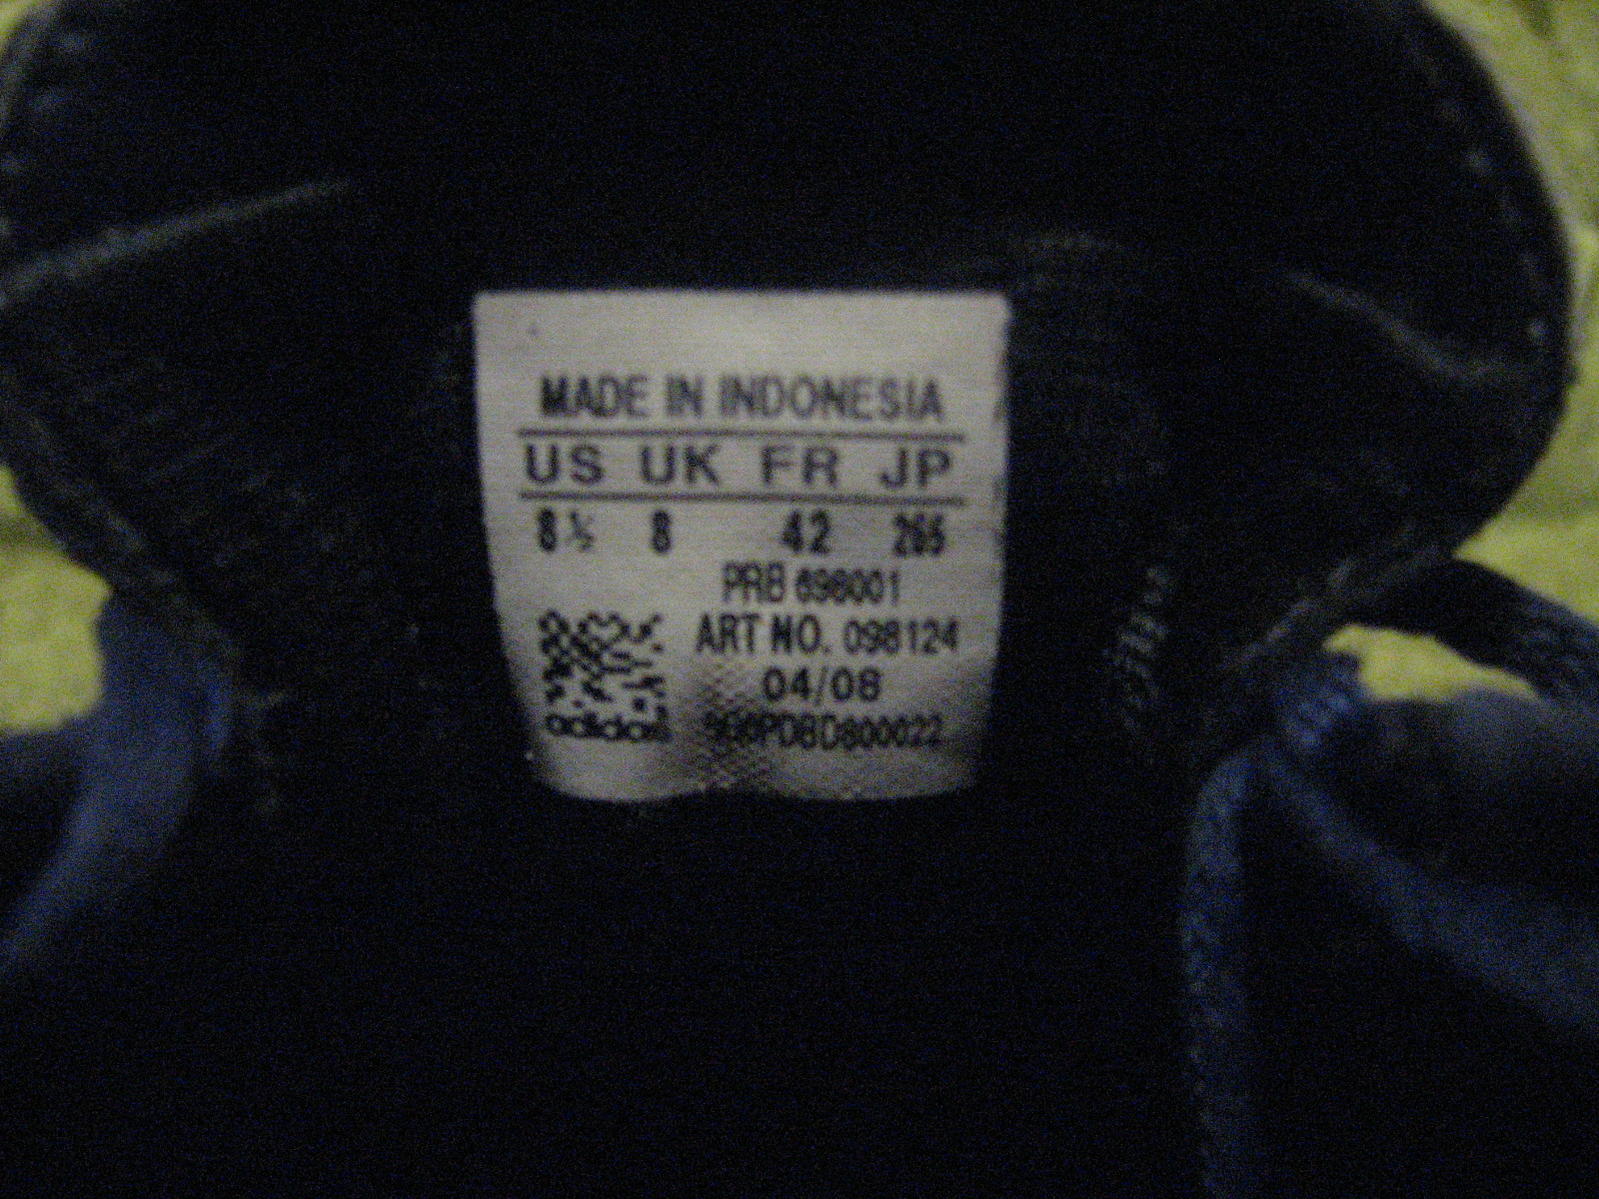 MADE IN INDONESIA
US UK FR JP
8½ 8 42 265
PRB 698001
ART NO. 098124
04/08
adidas